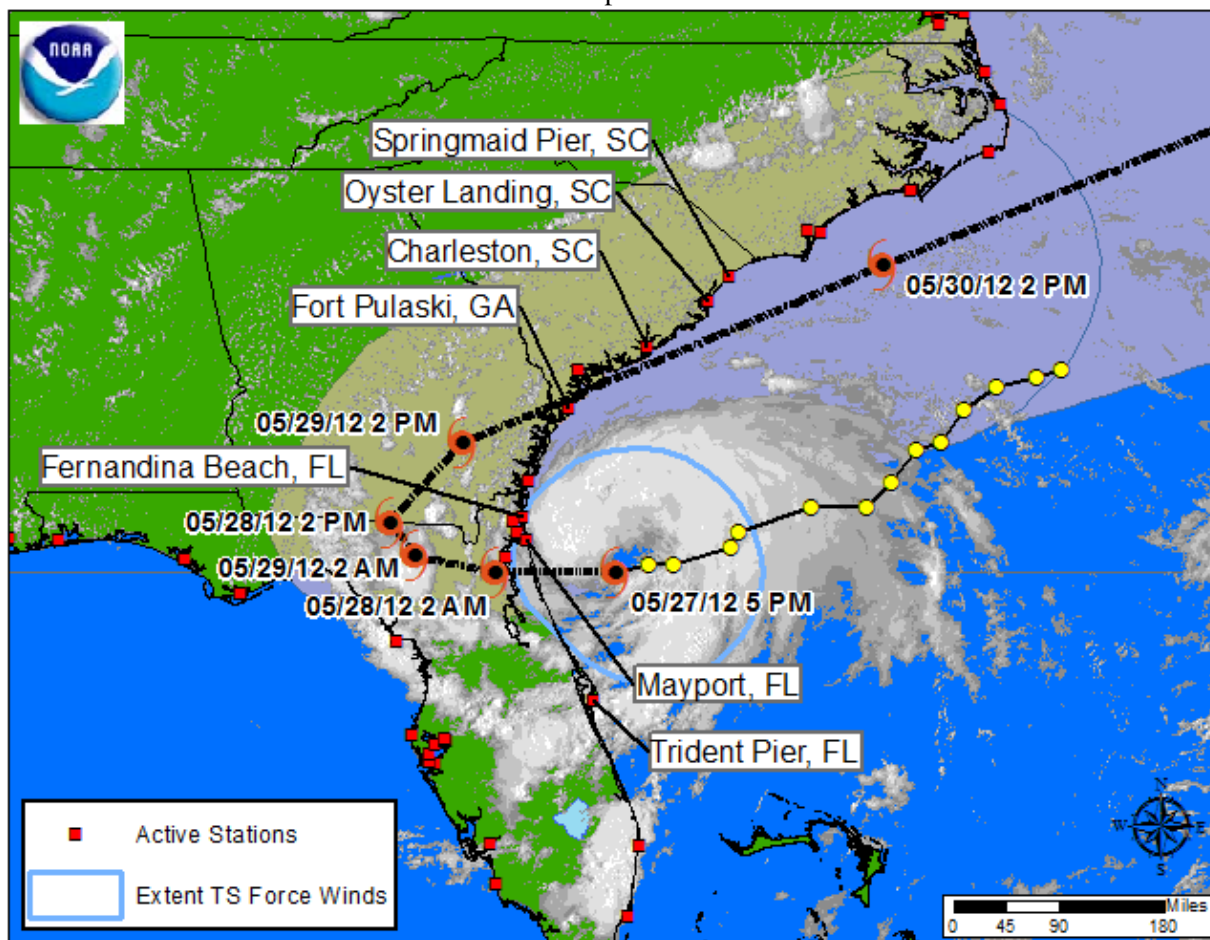 NOAA
Springmaid Pier, SC
Oyster Landing, SC
Charleston, SC
Fort Pulaski, GA
05/30/12 2 PM
05/29/12 2 PM
Fernandina Beach, FL
05/28/12 2 PM
05/29/12 2 AM
05/28/12 2 AM
05/27/12 5 PM
Mayport, FL
Trident Pier, FL
N
W E
S
Active Stations
Extent TS Force Winds
Miles
0 45 90 180